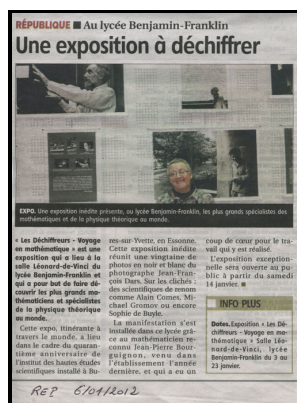 RÉPUBLIQUE ■ Au lycée Benjamin-Franklin
Une exposition à déchiffrer
EXPO. Une exposition inédite présente, au lycée Benjamin-Franklin, les plus grands spécialistes des
mathématiques et de la physique théorique au monde.
« Les Déchiffreurs - Voyage
en mathématique » est une
exposition qui a lieu à la
salle Léonard-de-Vinci du
lycée Benjamin-Franklin et
qui a pour but de faire dé-
couvrir les plus grands ma-
thématiciens et spécialistes
de la physique théorique
au monde.
Cette expo, itinérante à
travers le monde, a lieu
dans le cadre du quaran-
tième anniversaire de
l'institut des hautes études
scientifiques installé à Bu-
res-sur-Yvette, en Essonne.
Cette exposition inédite
réunit une vingtaine de
photos en noir et blanc du
photographe Jean-Fran-
çois Dars. Sur les clichés :
des scientifiques de renom
comme Alain Connes, Mi-
chael Gromov ou encore
Sophie de Buyle.
La manifestation s'est
installée dans ce lycée grâ-
ce au mathématicien re-
connu Jean-Pierre Bour-
guignon, venu dans
l'établissement l'année
dernière, et qui a eu un
coup de cœur pour le tra-
vail qui y est réalisé.
L'exposition exception-
nelle sera ouverte au pu-
blic à partir du samedi
14 janvier. ■
INFO PLUS
Dates. Exposition « Les Dé-
chiffreurs - Voyage en ma-
thématique » Salle Léo-
nard-de-Vinci, lycée
Benjamin-Franklin du 3 au
23 janvier.
REP 6/01/2012